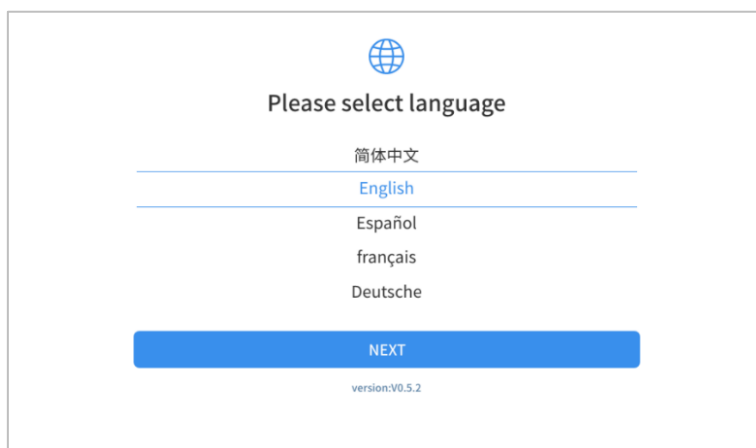 Please select language
简体中文
English
Español
français
Deutsche
NEXT
version:V0.5.2